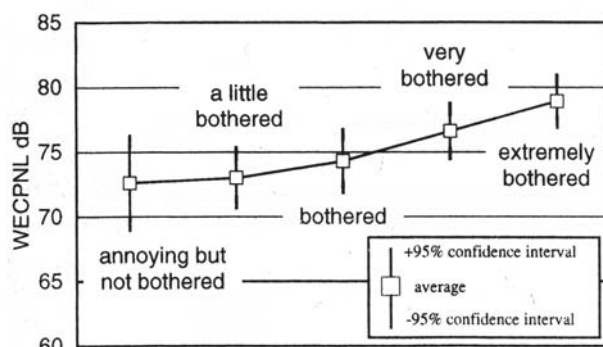 85
80
75
70
65
60
WECPNL dB
annoying but
not bothered
a little
bothered
bothered
very
bothered
extremely
bothered
+95% confidence interval
average
-95% confidence interval